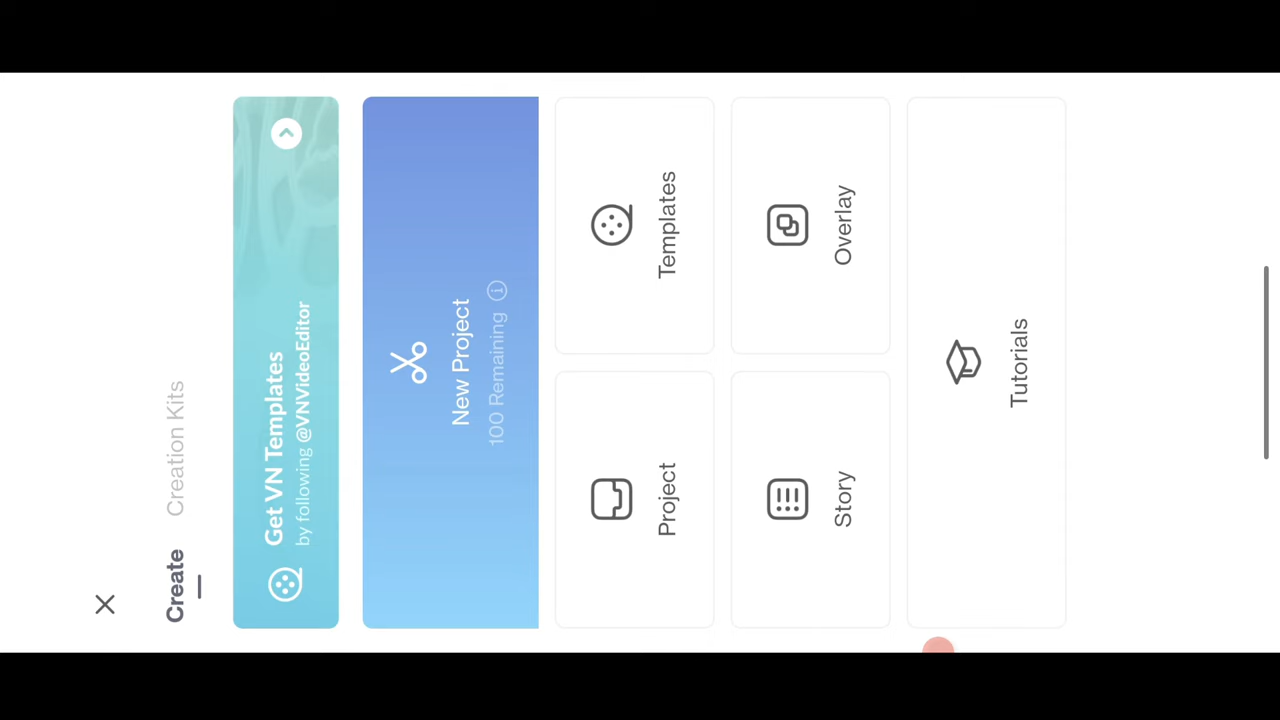 Create Creation Kits
Get VN Templates
by following @VNVideoEditor
New Project
100 Remaining
Project Templates
Story Overlay
Tutorials